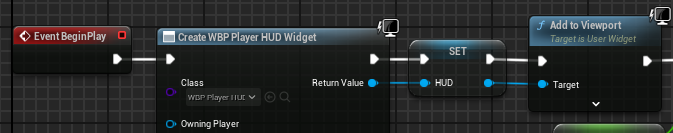 Event BeginPlay
Create WBP Player HUD Widget
Class
WBP Player HUD
Return Value
Owning Player
SET
HUD
f Add to Viewport
Target is User Widget
Target